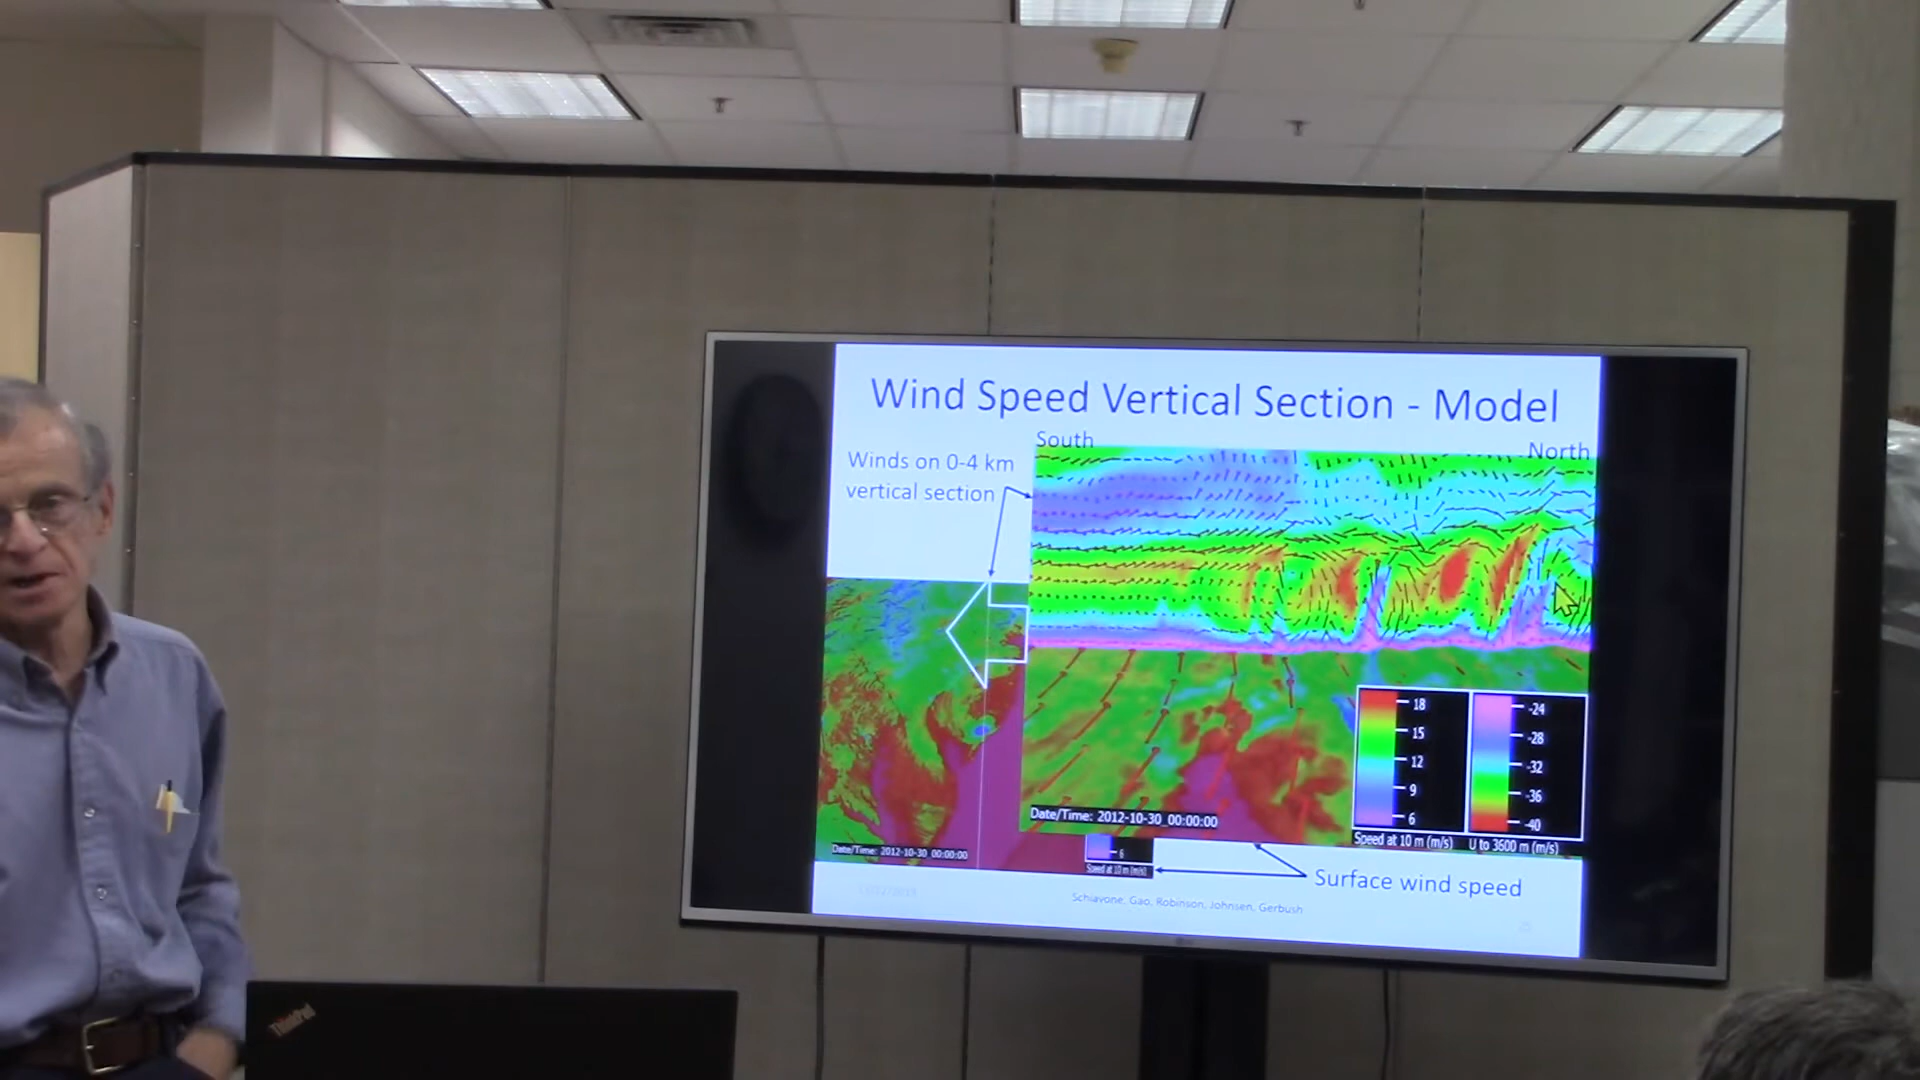 Wind Speed Vertical Section - Model
South
North
Winds on 0-4 km
vertical section
18
15
12
9
6
Speed at 10 m (m/s)
-24
-28
-32
-36
-40
U to 3600 m (m/s)
Date/Time: 2012-10-30_00:00:00
Date/Time: 2012-10-30_00:00:00
6
Speed at 10 m (m/s)
Surface wind speed
Schiavone, Gao, Robinson, Johnsen, Gerbush
ThinkPad